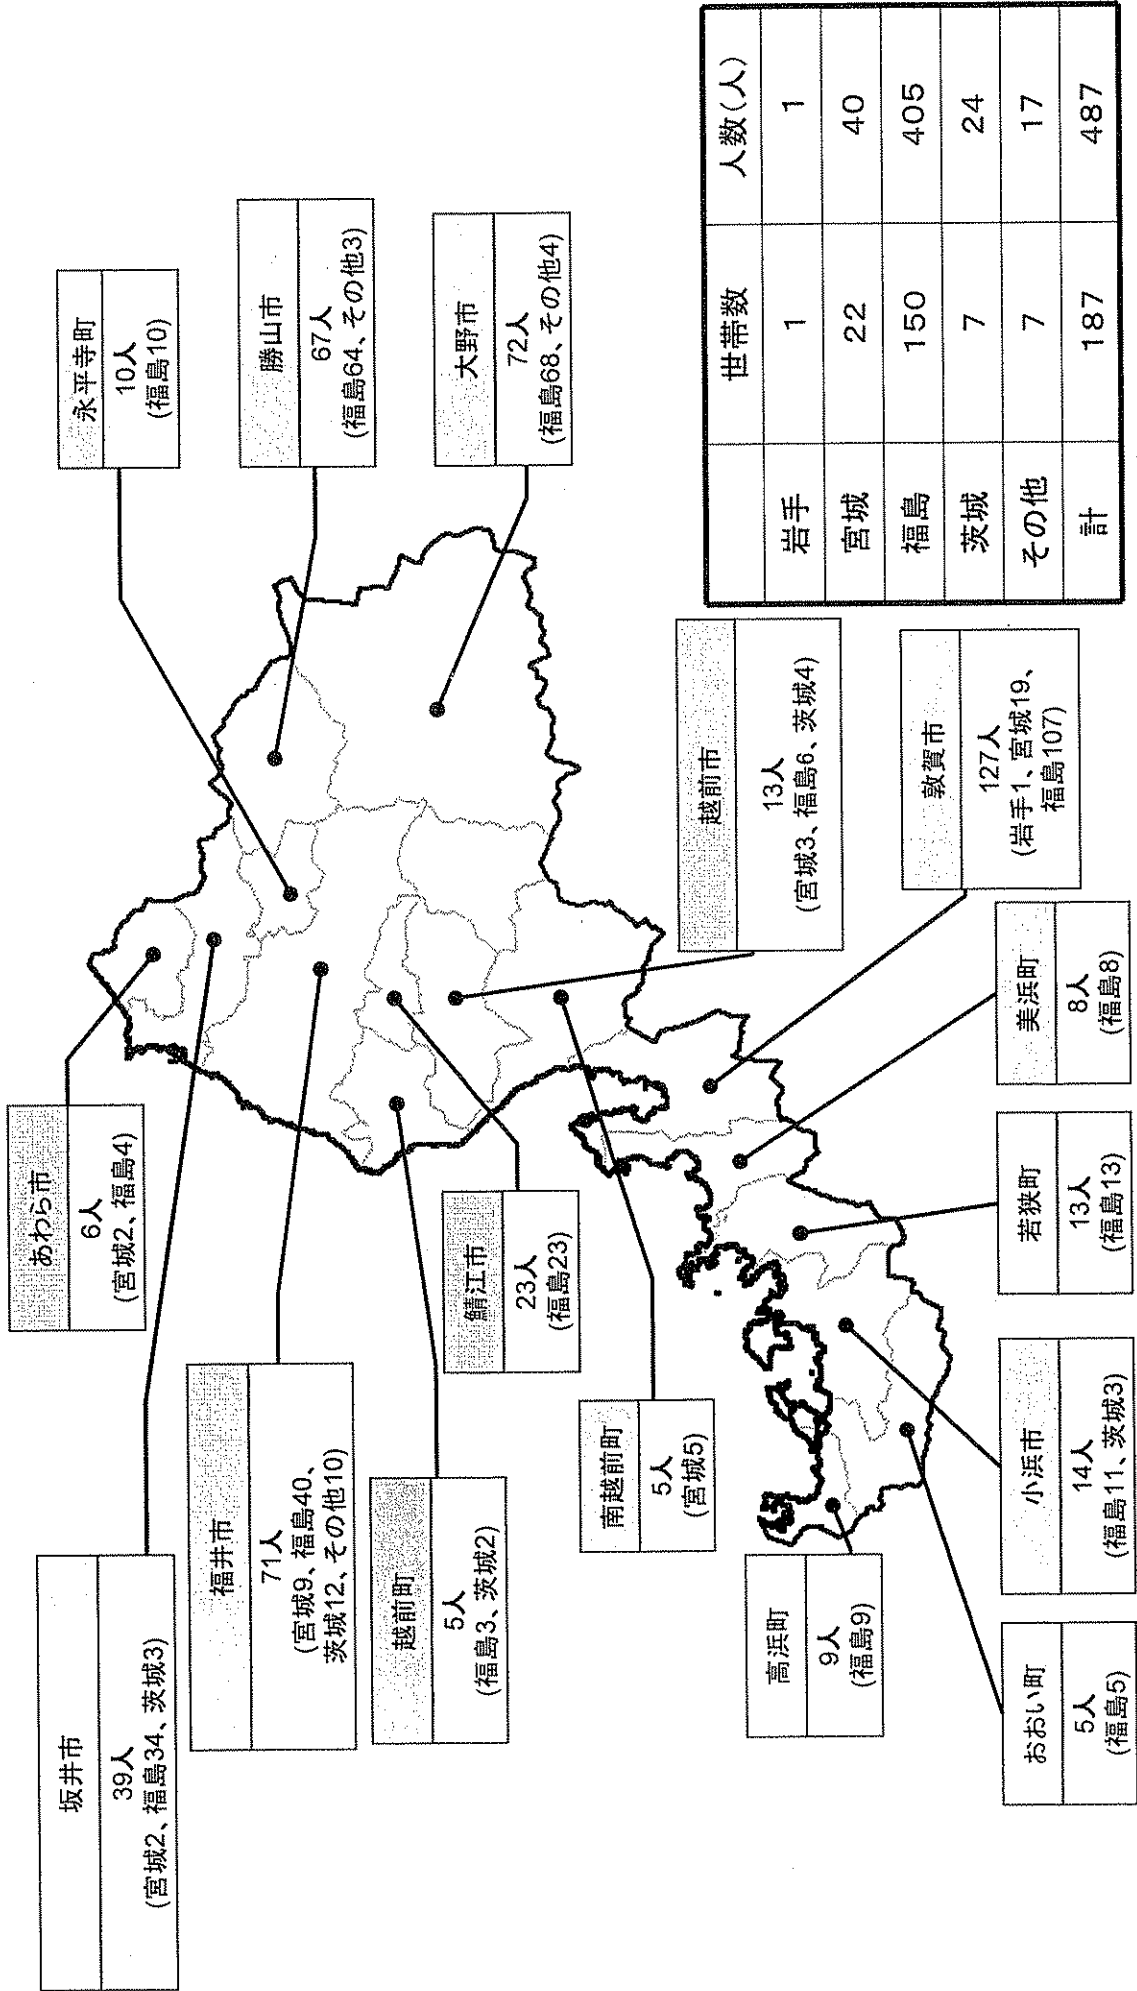 坂井市
39人
(宮城2、福島34、茨城3)
あわら市
6人
(宮城2、福島4)
永平寺町
10人
(福島10)
福井市
71人
(宮城9、福島40、
茨城12、その他10)
勝山市
67人
(福島64、その他3)
越前町
5人
(福島3、茨城2)
鯖江市
23人
(福島23)
大野市
72人
(福島68、その他4)
南越前町
5人
(宮城5)
越前市
13人
(宮城3、福島6、茨城4)
高浜町
9人
(福島9)
敦賀市
127人
(岩手1、宮城19、
福島107)
おおい町
5人
(福島5)
小浜市
14人
(福島11、茨城3)
若狭町
13人
(福島13)
美浜町
8人
(福島8)
世帯数 人数(人)
岩手 1 1
宮城 22 40
福島 150 405
茨城 7 24
その他 7 17
計 187 487